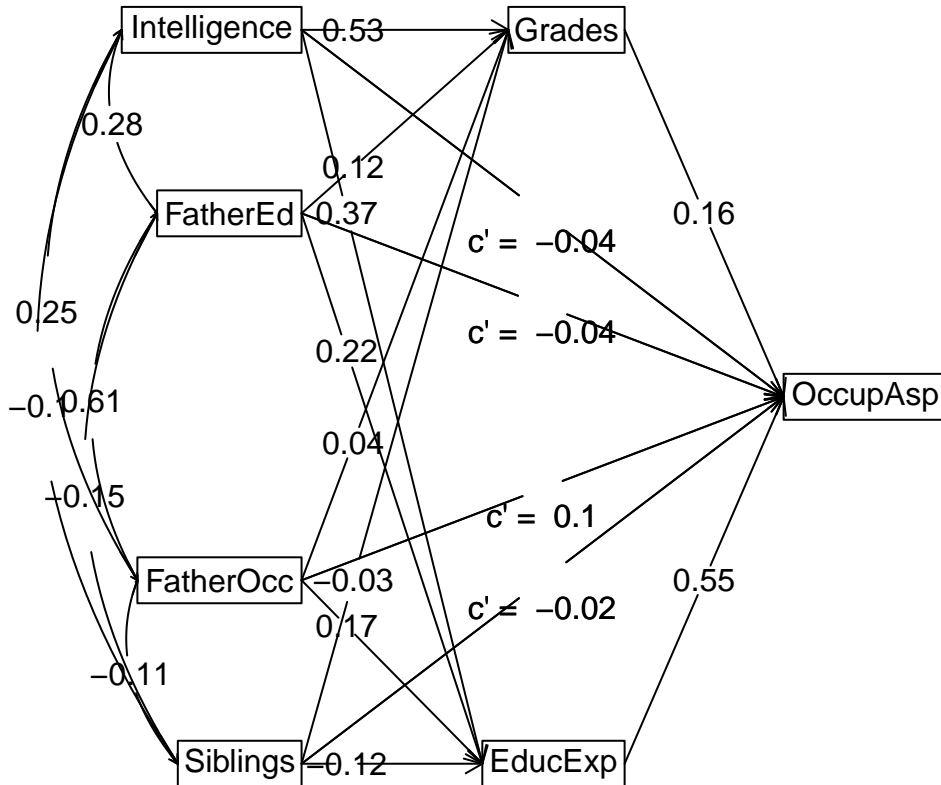 Intelligence
0.53
Grades
0.28
0.12
FatherEd
0.37
0.16
c' = −0.04
0.25
c' = −0.04
0.22
OccupAsp
0.61
0.04
−0.15
c' = 0.1
FatherOcc
−0.03
0.55
c' = −0.02
0.17
−0.11
Siblings
−0.12
EducExp